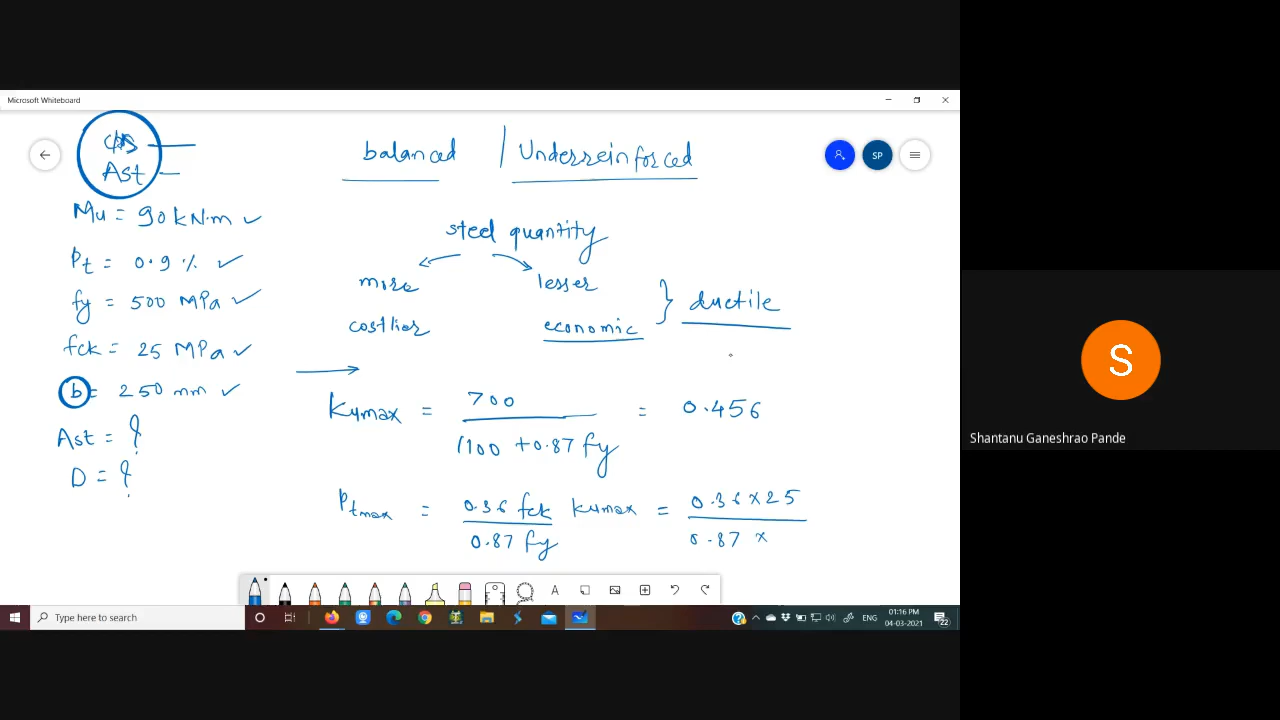 Microsoft Whiteboard
Ast
balanced / Underreinforced
SP
Mu = 90 kN.m ✓
steel quantity
Pt = 0.9 % ✓
more
lesser
fy = 500 MPa ✓
costlier
economic
} ductile
fck = 25 MPa ✓
b = 250 mm ✓
Kumax = 700 / 1100 + 0.87 fy = 0.456
Ast = ?
D = ?
Ptmax = 0.36 fck / 0.87 fy Kumax = 0.36 x 25 / 0.87 x
A
Type here to search
ENG
01:16 PM
04-03-2021
22
S
Shantanu Ganeshrao Pande